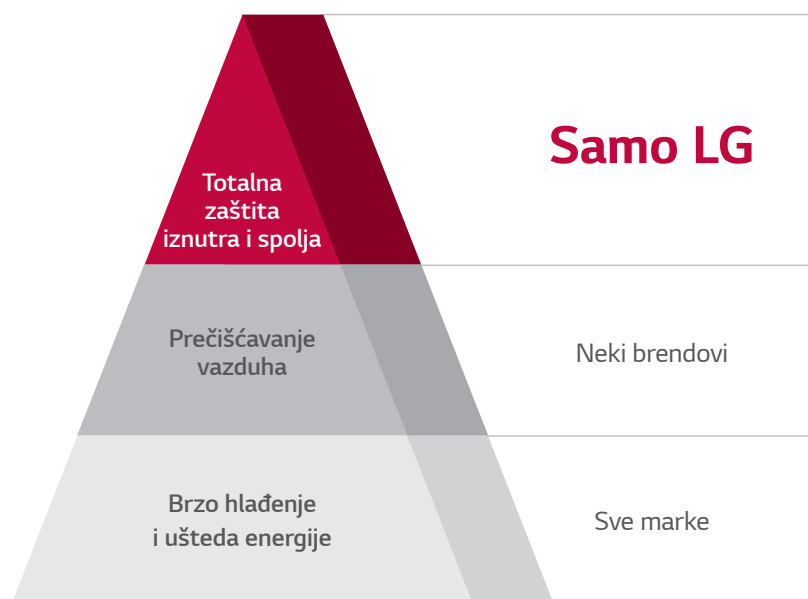 Totalna
zaštita
iznutra i spolja
Samo LG
Prečišćavanje
vazduha
Neki brendovi
Brzo hlađenje
i ušteda energije
Sve marke